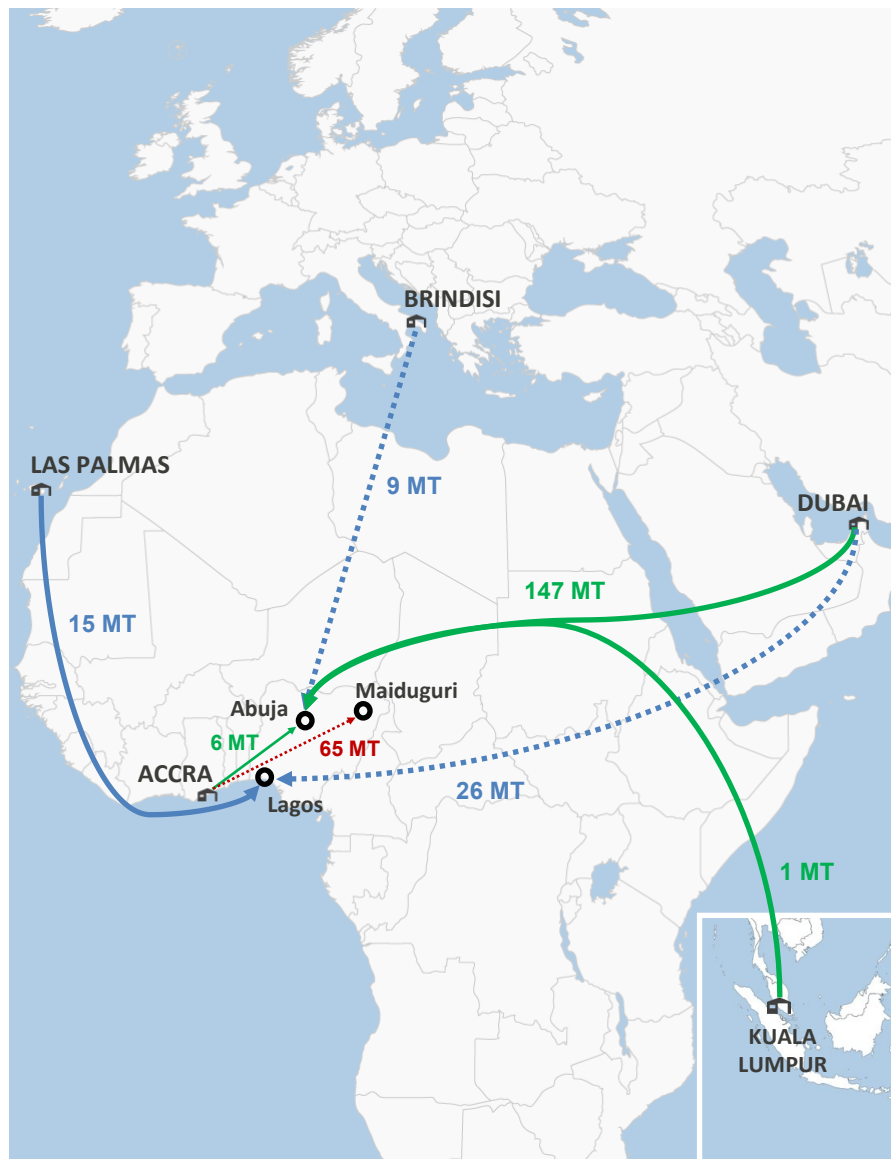 BRINDISI
LAS PALMAS
9 MT
DUBAI
147 MT
15 MT
Maiduguri
Abuja
6 MT
65 MT
ACCRA
Lagos
26 MT
1 MT
KUALA
LUMPUR